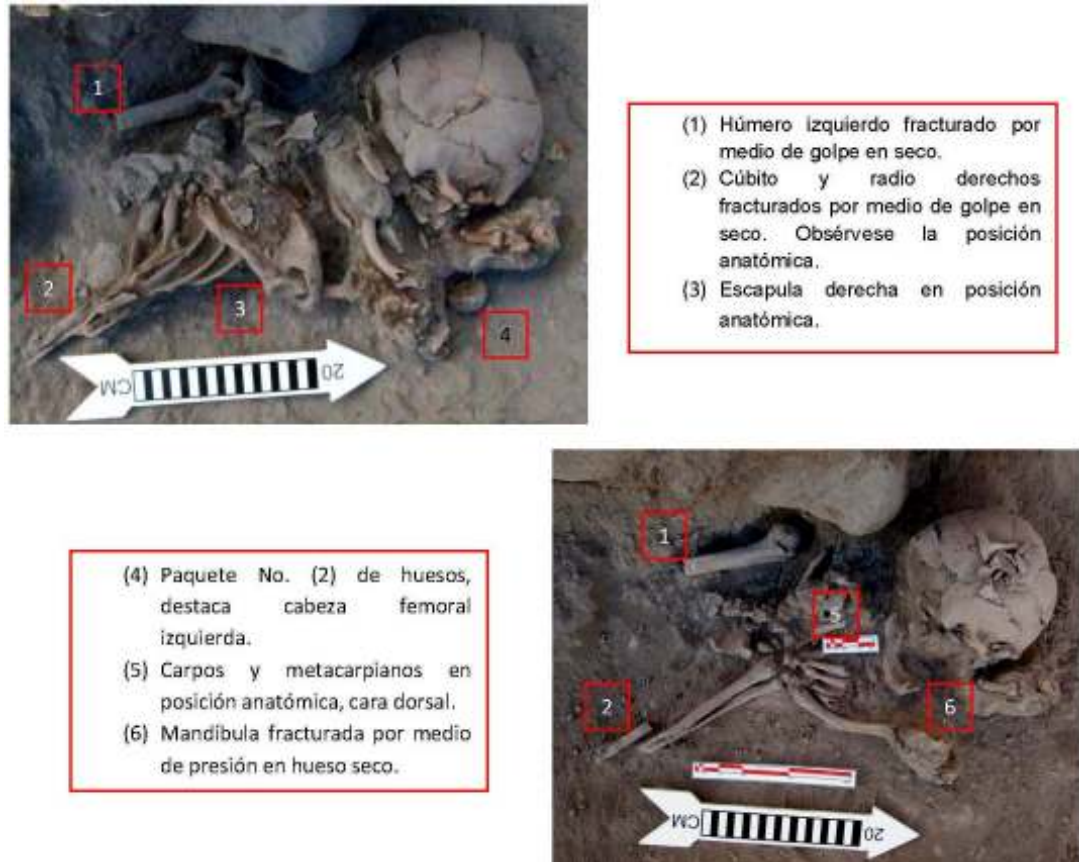 1
2
3
4
CM
20
(1) Húmero izquierdo fracturado por
medio de golpe en seco.
(2) Cúbito y radio derechos
fracturados por medio de golpe en
seco. Obsérvese la posición
anatómica.
(3) Escapula derecha en posición
anatómica.
(4) Paquete No. (2) de huesos,
destaca cabeza femoral
izquierda.
(5) Carpos y metacarpianos en
posición anatómica, cara dorsal.
(6) Mandíbula fracturada por medio
de presión en hueso seco.
1
5
2
6
CM
20